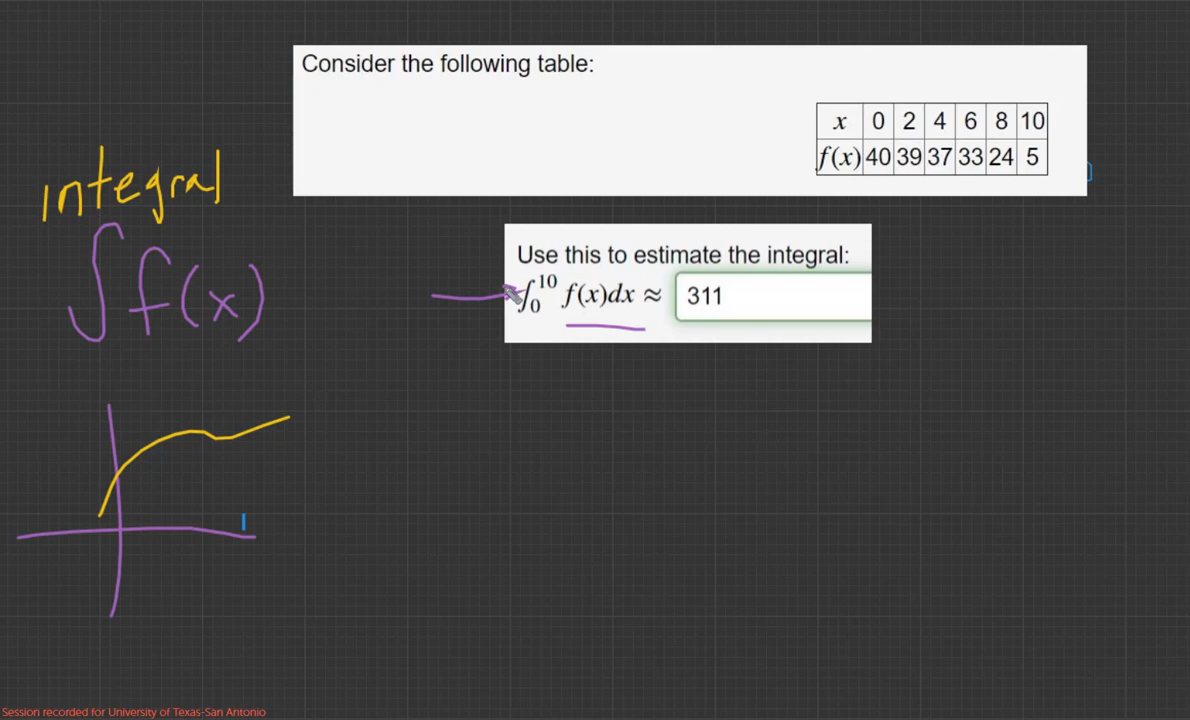 Consider the following table:
x 0 2 4 6 8 10
f(x) 40 39 37 33 24 5
integral
∫f(x)
Use this to estimate the integral:
∫₀¹⁰ f(x)dx ≈ 311
Session recorded for University of Texas-San Antonio